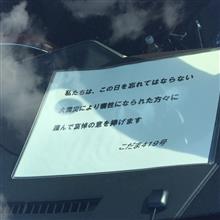 私たちは、この日を忘れてはならない
大震災により犠牲になられた方々に
謹んで哀悼の意を捧げます
こだま419号